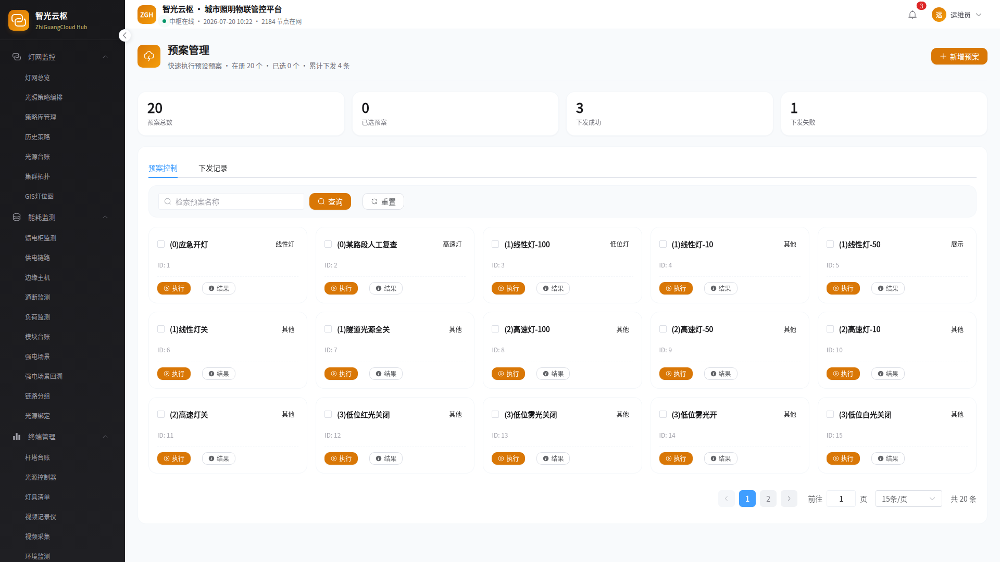 智光云枢
ZhiGuangCloud Hub
灯网监控
灯网总览
光照策略编排
策略库管理
历史策略
光源台账
集群拓扑
GIS灯位图
能耗监测
馈电柜监测
供电链路
边缘主机
通断监测
负荷监测
模块台账
强电场景
强电场景回溯
链路分组
光源绑定
终端管理
杆塔台账
光源控制器
灯具清单
视频记录仪
视频采集
环境监测
ZGH
智光云枢 • 城市照明物联管控平台
中枢在线 • 2026-07-20 10:22 • 2184 节点在网
3
运
运维员
预案管理
快速执行预设预案 • 在册 20 个 • 已选 0 个 • 累计下发 4 条
新增预案
20
预案总数
0
已选预案
3
下发成功
1
下发失败
预案控制 下发记录
检索预案名称 查询 重置
(0)应急开灯 线性灯
ID: 1
执行 结果
(0)某路段人工复查 高速灯
ID: 2
执行 结果
(1)线性灯-100 低位灯
ID: 3
执行 结果
(1)线性灯-10 其他
ID: 4
执行 结果
(1)线性灯-50 展示
ID: 5
执行 结果
(1)线性灯关 其他
ID: 6
执行 结果
(1)隧道光源全关 其他
ID: 7
执行 结果
(2)高速灯-100 其他
ID: 8
执行 结果
(2)高速灯-50 其他
ID: 9
执行 结果
(2)高速灯-10 其他
ID: 10
执行 结果
(2)高速灯关 其他
ID: 11
执行 结果
(3)低位红光关闭 其他
ID: 12
执行 结果
(3)低位雾光关闭 其他
ID: 13
执行 结果
(3)低位雾光开 其他
ID: 14
执行 结果
(3)低位白光关闭 其他
ID: 15
执行 结果
1 2 前往 1 页 15条/页 共 20 条